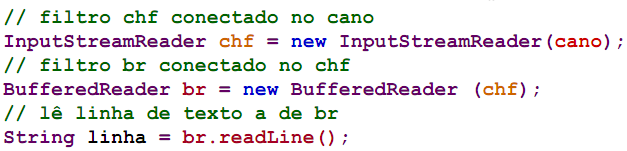 // filtro chf conectado no cano
InputStreamReader chf = new InputStreamReader(cano);
// filtro br conectado no chf
BufferedReader br = new BufferedReader (chf);
// lê linha de texto a de br
String linha = br.readLine();